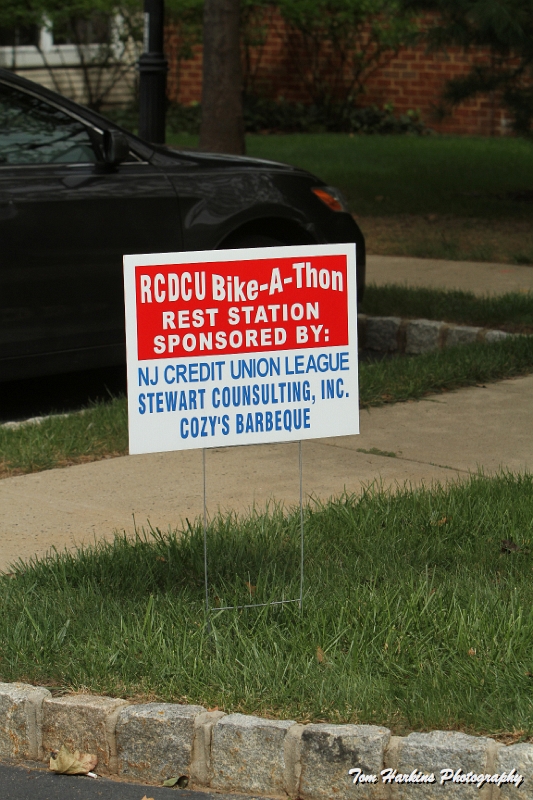 RCDCU Bike-A-Thon
REST STATION
SPONSORED BY:
NJ CREDIT UNION LEAGUE
STEWART COUNSULTING, INC.
COZY'S BARBEQUE
Tom Harkins Photography